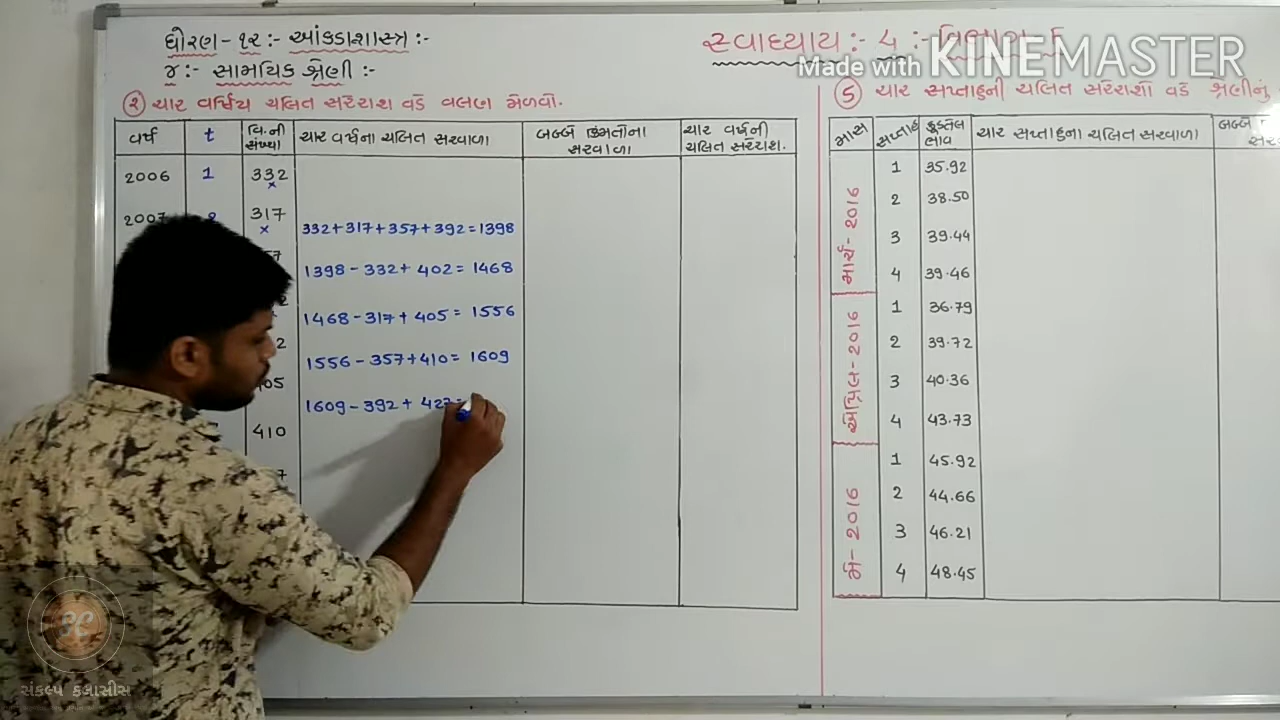 ધોરણ - ૧૨ :- આંકડાશાસ્ત્ર :-
૪ :- સામયિક શ્રેણી :-
સ્વાધ્યાય :- 4 :- વિભાગ
Made with KINEMASTER
૨ ચાર વર્ષિય ચલિત સરેરાશ વડે વલણ મેળવો.
વર્ષ t વિ.ની સંખ્યા ચાર વર્ષના ચલિત સરવાળા બબ્બે કિંમતોના સરવાળા ચાર વર્ષની ચલિત સરેરાશ.
2006 1 332
2007 317
332+317+357+392=1398
1398-332+402=1468
1468-317+405=1556
1556-357+410=1609
405
1609-392+427=
410
5 ચાર સપ્તાહની ચલિત સરેરાશો વડે શ્રેણીનું
માસ સપ્તાહ ક્રુડતેલ ભાવ ચાર સપ્તાહના ચલિત સરવાળા બબ્બે
માર્ચ-2016
1 35.92
2 38.50
3 39.44
4 39.46
એપ્રિલ-2016
1 36.79
2 39.72
3 40.36
4 43.73
મે-2016
1 45.92
2 44.66
3 46.21
4 48.45
સંકલ્પ ક્લાસીસ